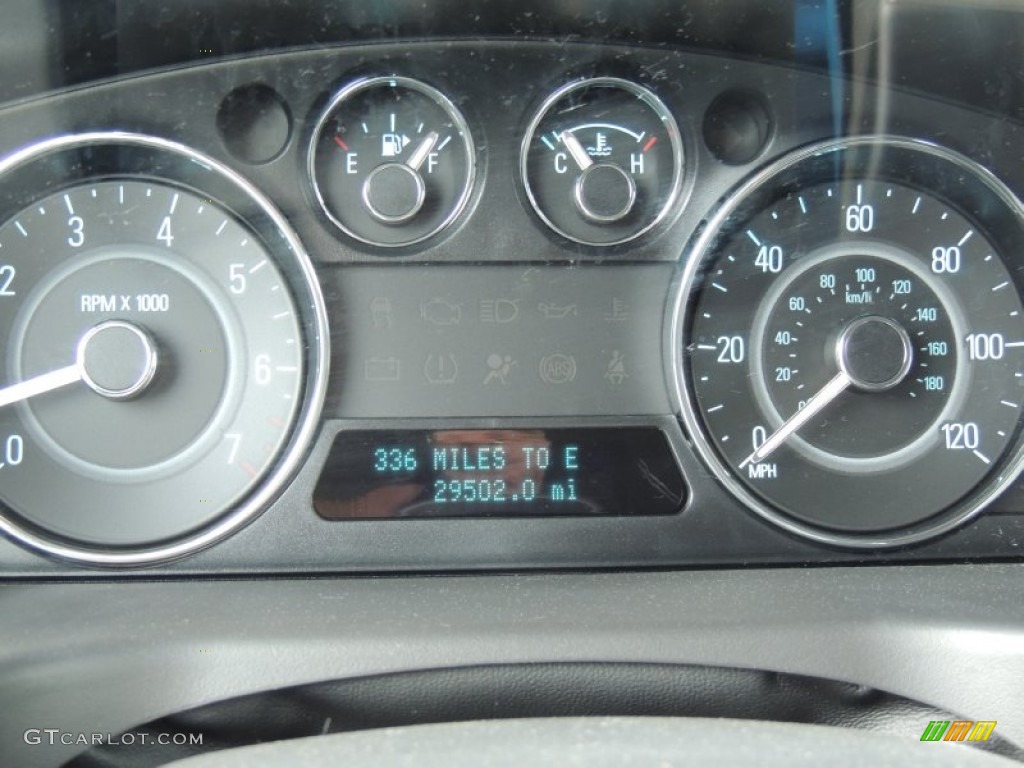 E F
C H
0 2 3 4 5 6 7
RPM X 1000
0 20 40 60 80 100 120
MPH
20 40 60 80 100 120 140 160 180
km/h
ABS
336 MILES TO E
29502.0 mi
GTCARLOT.COM